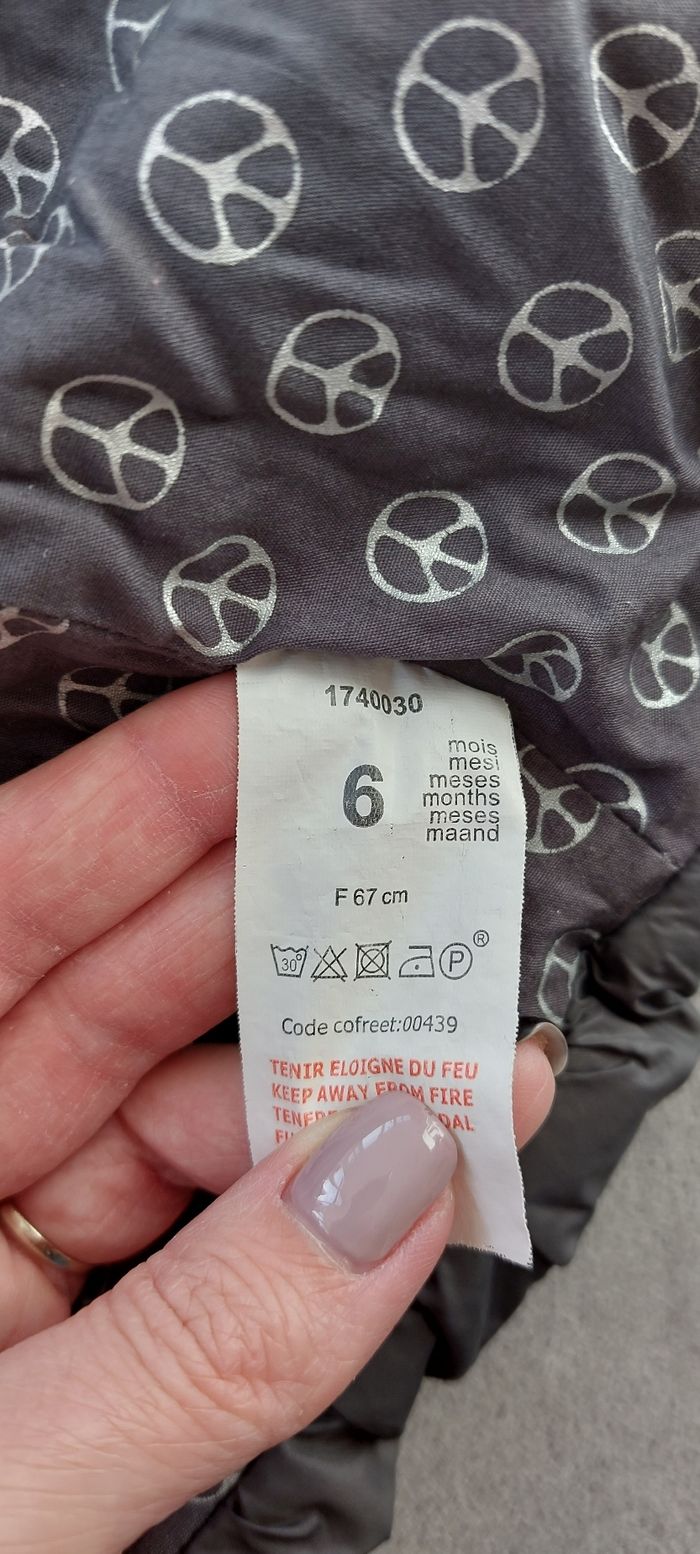 1740030
6
mois
mesi
meses
months
meses
maand
F 67 cm
30°
P
®
Code cofreet:00439
TENIR ELOIGNE DU FEU
KEEP AWAY FROM FIRE